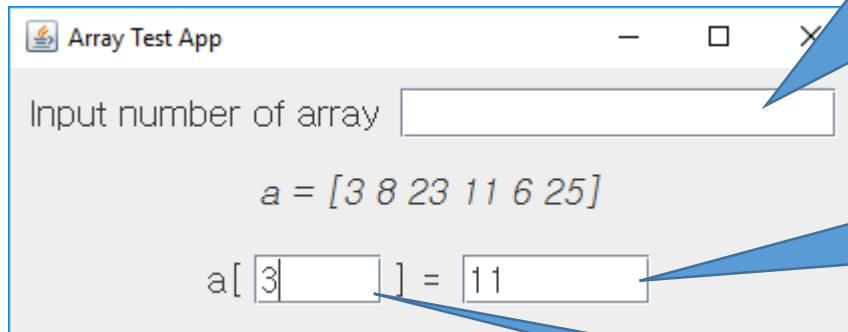 Array Test App
Input number of array
a = [3 8 23 11 6 25]
a[ 3 ] = 11